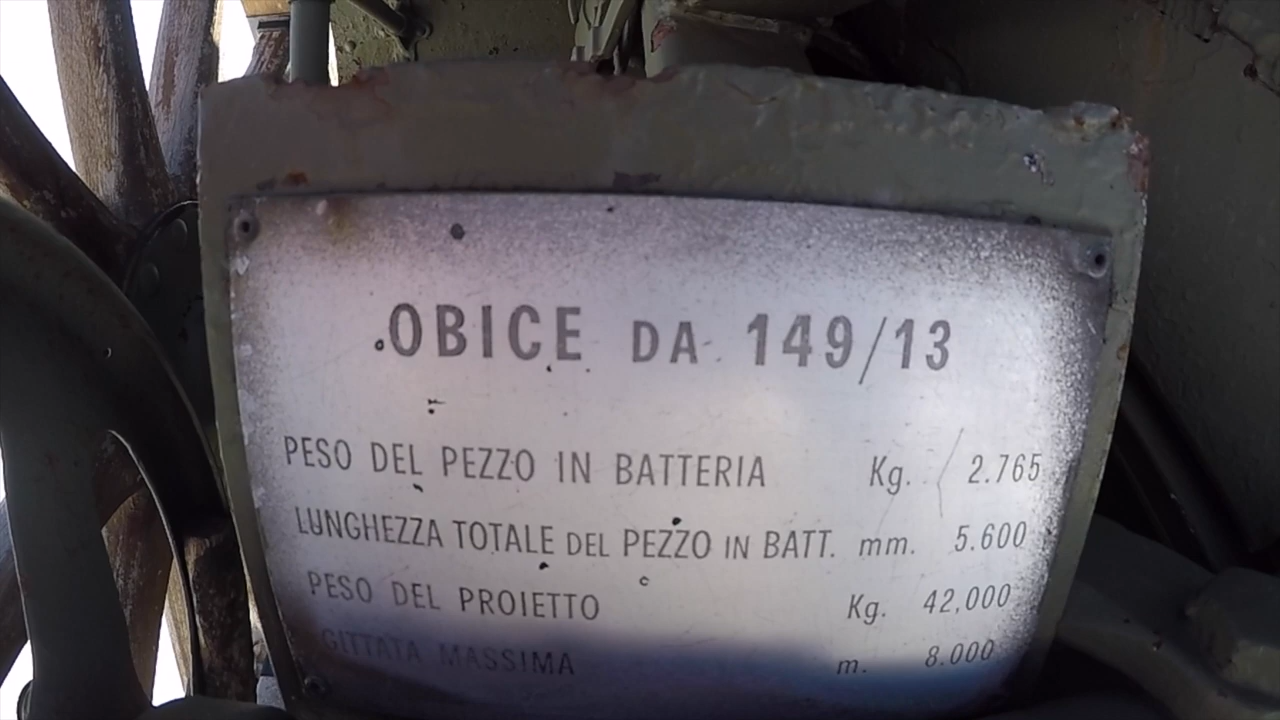 OBICE DA 149/13
PESO DEL PEZZO IN BATTERIA Kg. 2.765
LUNGHEZZA TOTALE DEL PEZZO IN BATT. mm. 5.600
PESO DEL PROIETTO Kg. 42,000
GITTATA MASSIMA m. 8.000